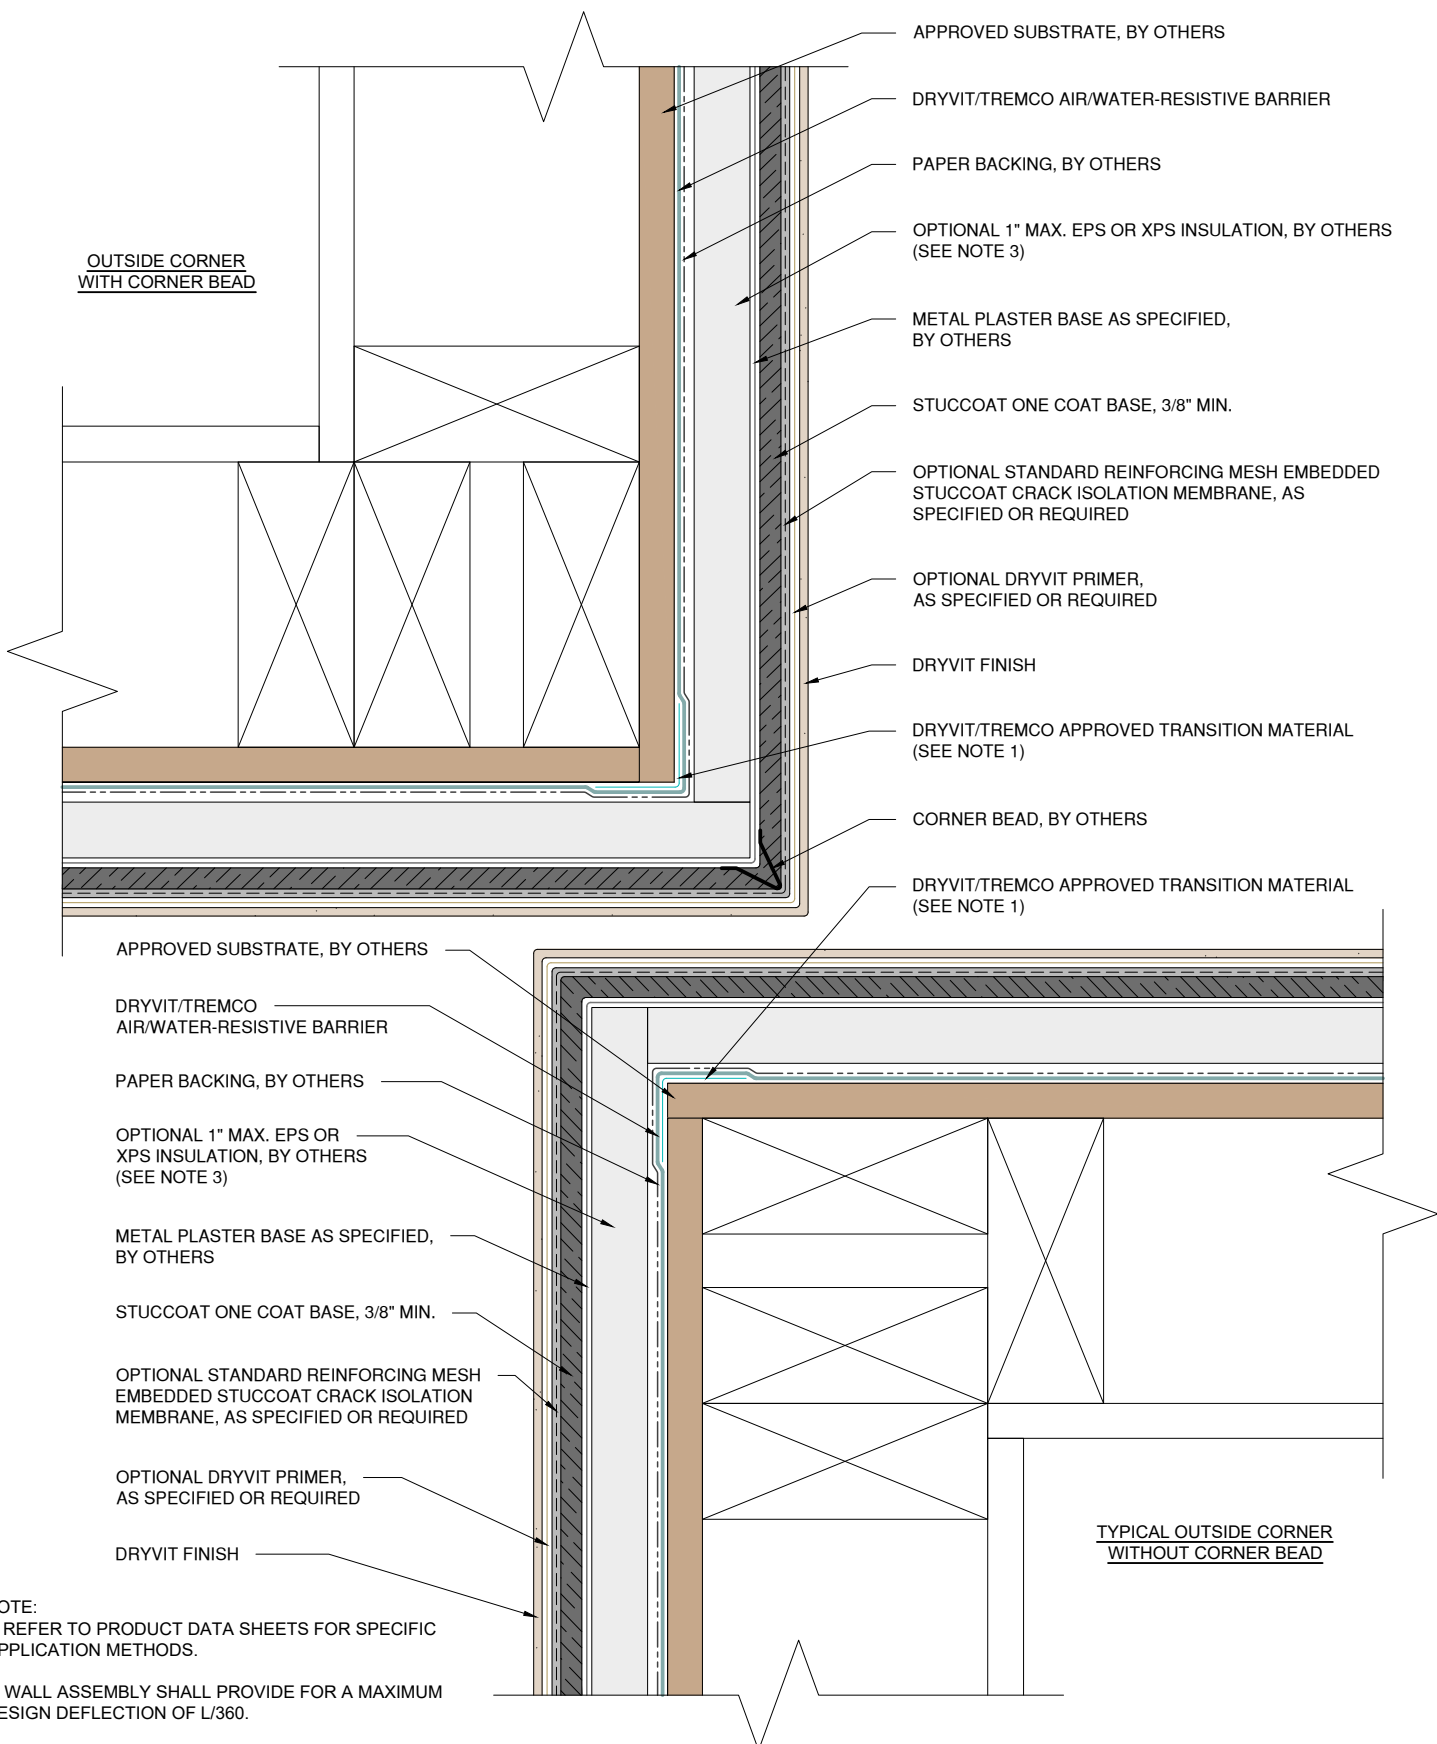 APPROVED SUBSTRATE, BY OTHERS
DRYVIT/TREMCO AIR/WATER-RESISTIVE BARRIER
PAPER BACKING, BY OTHERS
OPTIONAL 1" MAX. EPS OR XPS INSULATION, BY OTHERS
(SEE NOTE 3)
OUTSIDE CORNER
WITH CORNER BEAD
METAL PLASTER BASE AS SPECIFIED,
BY OTHERS
STUCCOAT ONE COAT BASE, 3/8" MIN.
OPTIONAL STANDARD REINFORCING MESH EMBEDDED
STUCCOAT CRACK ISOLATION MEMBRANE, AS
SPECIFIED OR REQUIRED
OPTIONAL DRYVIT PRIMER,
AS SPECIFIED OR REQUIRED
DRYVIT FINISH
DRYVIT/TREMCO APPROVED TRANSITION MATERIAL
(SEE NOTE 1)
CORNER BEAD, BY OTHERS
DRYVIT/TREMCO APPROVED TRANSITION MATERIAL
(SEE NOTE 1)
APPROVED SUBSTRATE, BY OTHERS
DRYVIT/TREMCO
AIR/WATER-RESISTIVE BARRIER
PAPER BACKING, BY OTHERS
OPTIONAL 1" MAX. EPS OR
XPS INSULATION, BY OTHERS
(SEE NOTE 3)
METAL PLASTER BASE AS SPECIFIED,
BY OTHERS
STUCCOAT ONE COAT BASE, 3/8" MIN.
OPTIONAL STANDARD REINFORCING MESH
EMBEDDED STUCCOAT CRACK ISOLATION
MEMBRANE, AS SPECIFIED OR REQUIRED
OPTIONAL DRYVIT PRIMER,
AS SPECIFIED OR REQUIRED
DRYVIT FINISH
TYPICAL OUTSIDE CORNER
WITHOUT CORNER BEAD
OTE:
REFER TO PRODUCT DATA SHEETS FOR SPECIFIC
PPLICATION METHODS.
WALL ASSEMBLY SHALL PROVIDE FOR A MAXIMUM
ESIGN DEFLECTION OF L/360.